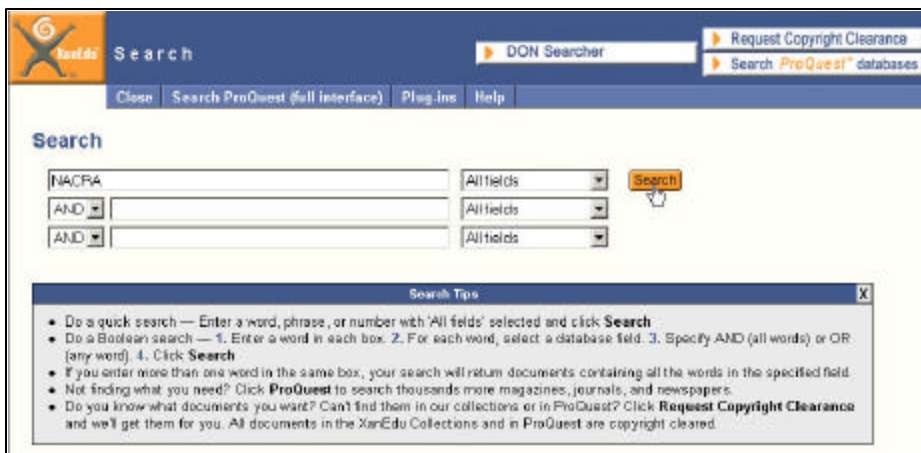 XanEdu
Search
DON Searcher
Request Copyright Clearance
Search ProQuest™ databases
Close Search ProQuest (full interface) Plug-ins Help
Search
NACRA All fields Search
AND All fields
AND All fields
Search Tips X
• Do a quick search — Enter a word, phrase, or number with 'All fields' selected and click Search
• Do a Boolean search — 1. Enter a word in each box. 2. For each word, select a database field. 3. Specify AND (all words) or OR
(any word). 4. Click Search
• If you enter more than one word in the same box, your search will return documents containing all the words in the specified field.
• Not finding what you need? Click ProQuest to search thousands more magazines, journals, and newspapers.
• Do you know what documents you want? Can't find them in our collections or in ProQuest? Click Request Copyright Clearance
and we'll get them for you. All documents in the XanEdu Collections and in ProQuest are copyright cleared.